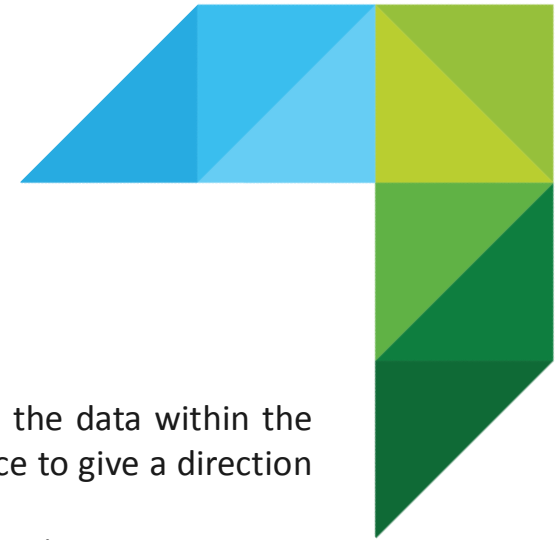 the data within the
ce to give a direction